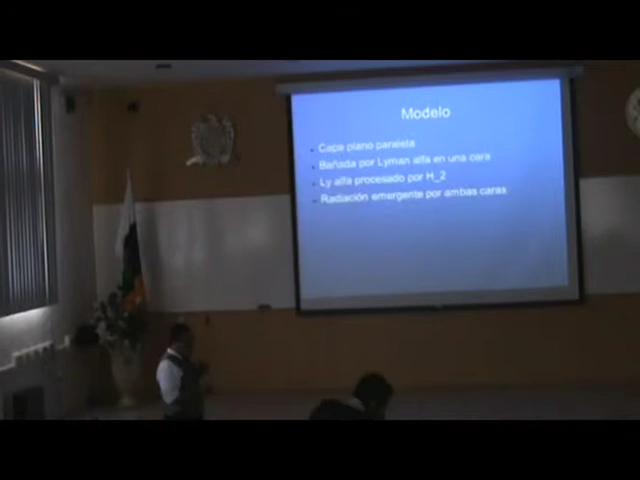 Modelo
Capa plano paralela
Bañada por Lyman alfa en una cara
Ly alfa procesado por H_2
Radiación emergente por ambas caras